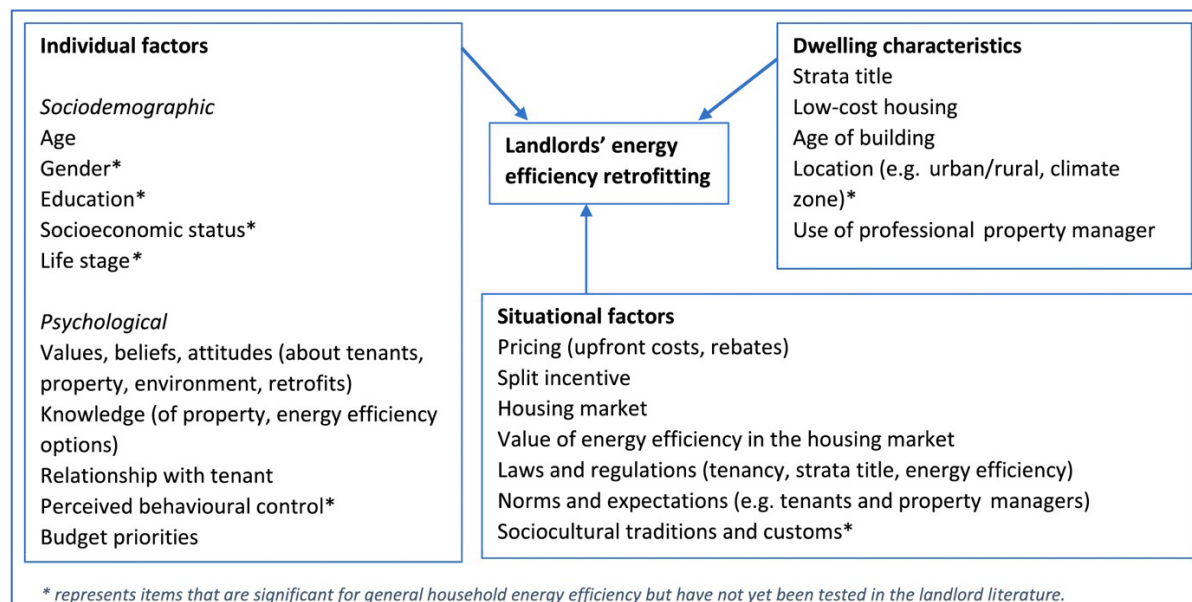 Individual factors
Sociodemographic
Age
Gender*
Education*
Socioeconomic status*
Life stage*
Psychological
Values, beliefs, attitudes (about tenants,
property, environment, retrofits)
Knowledge (of property, energy efficiency
options)
Relationship with tenant
Perceived behavioural control*
Budget priorities
Landlords’ energy
efficiency retrofitting
Dwelling characteristics
Strata title
Low-cost housing
Age of building
Location (e.g. urban/rural, climate
zone)*
Use of professional property manager
Situational factors
Pricing (upfront costs, rebates)
Split incentive
Housing market
Value of energy efficiency in the housing market
Laws and regulations (tenancy, strata title, energy efficiency)
Norms and expectations (e.g. tenants and property managers)
Sociocultural traditions and customs*
* represents items that are significant for general household energy efficiency but have not yet been tested in the landlord literature.